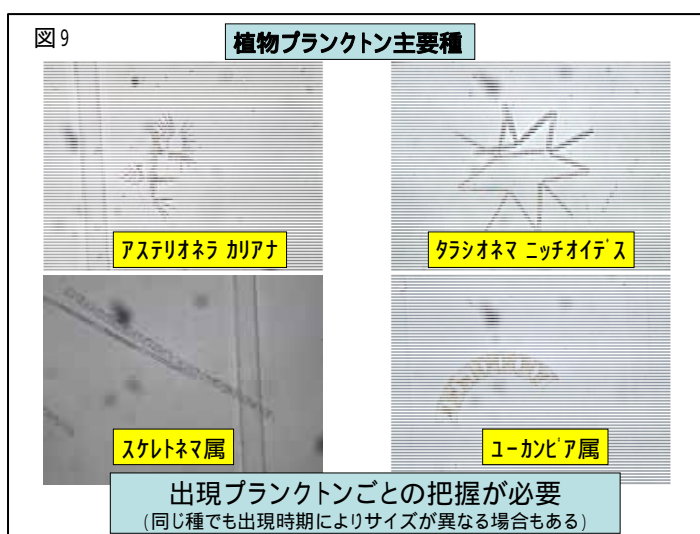 図9
植物プランクトン主要種
アステリオネラ カリアナ
タラシオネマ ニッチオイデス
スケレトネマ属
ユーカンピア属
出現プランクトンごとの把握が必要
(同じ種でも出現時期によりサイズが異なる場合もある)